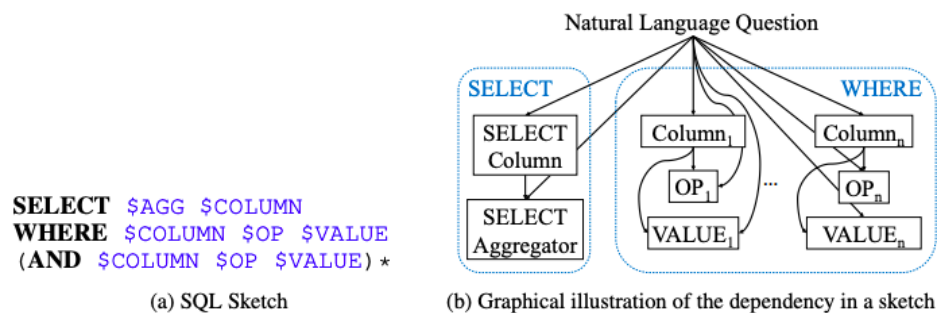 Natural Language Question
SELECT
WHERE
SELECT
Column
Column1
Columnn
OP1
...
OPn
SELECT
Aggregator
VALUE1
VALUEn
SELECT $AGG $COLUMN
WHERE $COLUMN $OP $VALUE
(AND $COLUMN $OP $VALUE)*
(a) SQL Sketch
(b) Graphical illustration of the dependency in a sketch